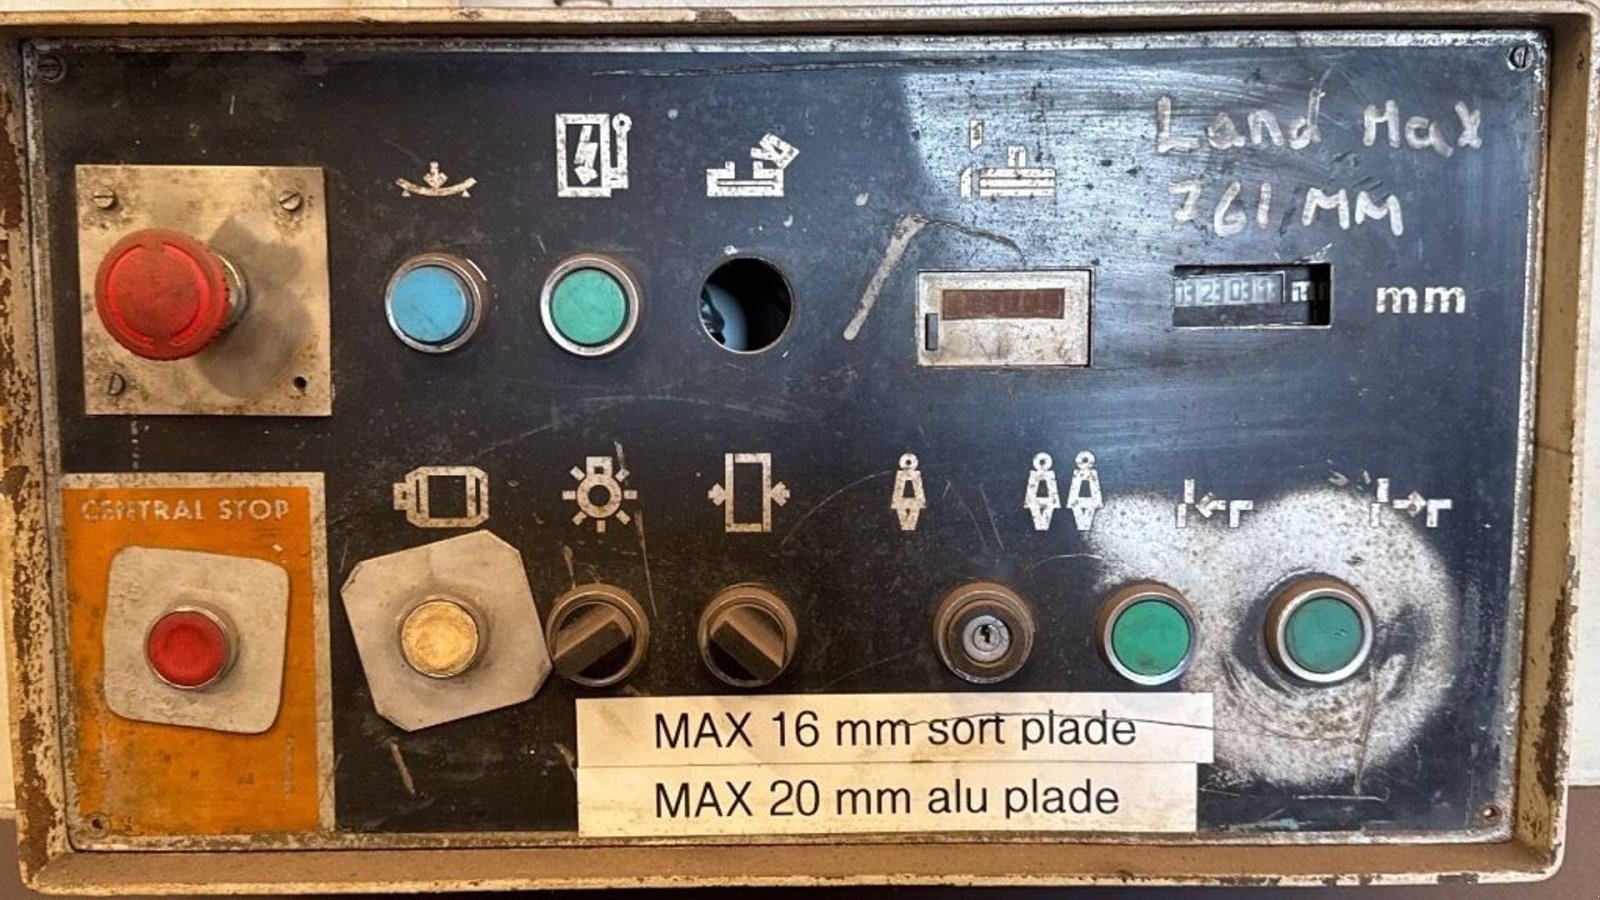 Land Max
761 MM
mm
CENTRAL STOP
MAX 16 mm sort plade
MAX 20 mm alu plade